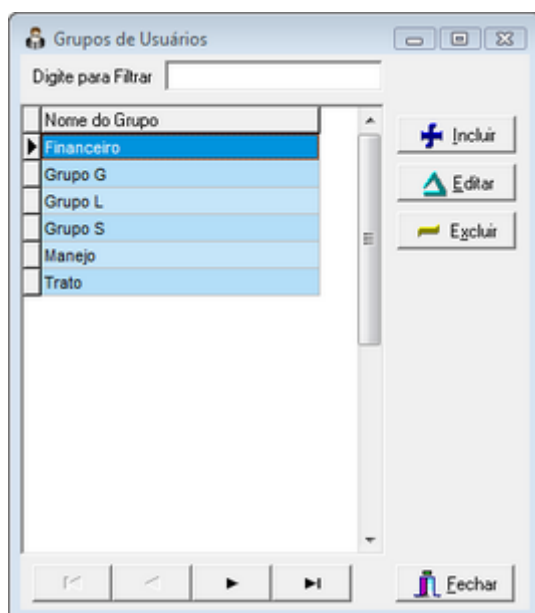 Grupos de Usuários
Digite para Filtrar
Nome do Grupo
Financeiro
Grupo G
Grupo L
Grupo S
Manejo
Trato
Incluir
Editar
Excluir
Fechar